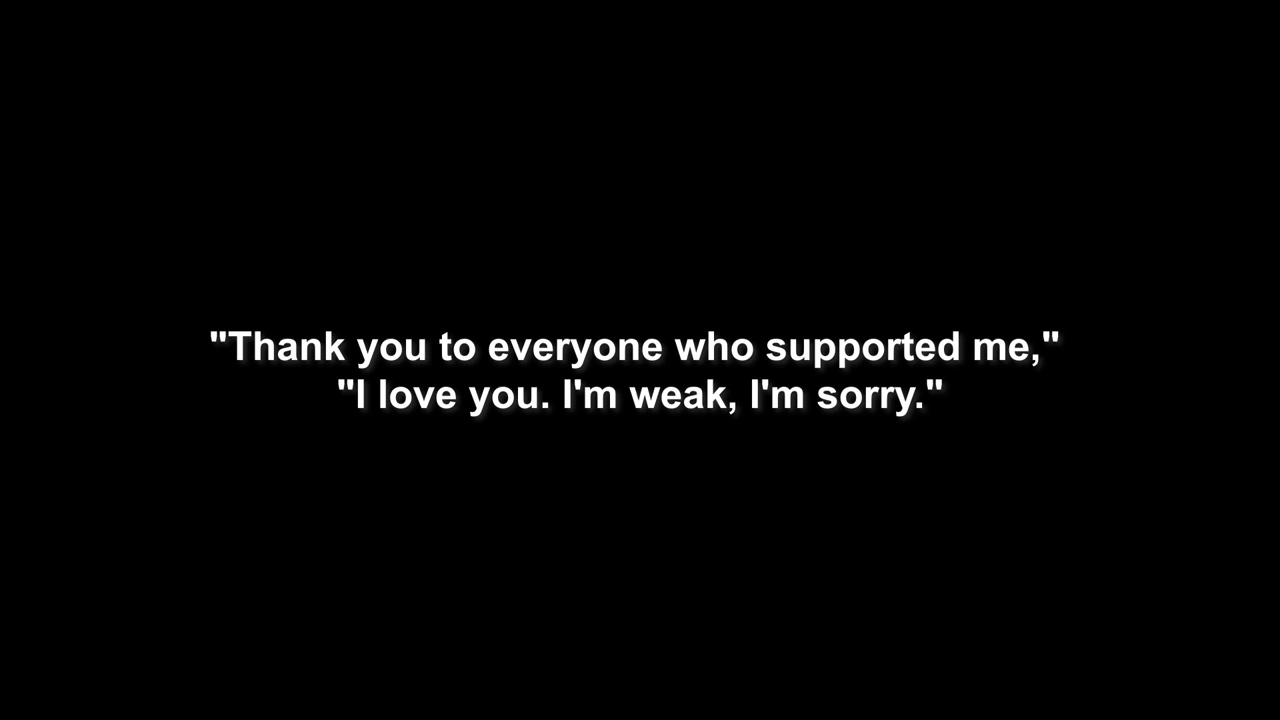 "Thank you to everyone who supported me,"
"I love you. I'm weak, I'm sorry."